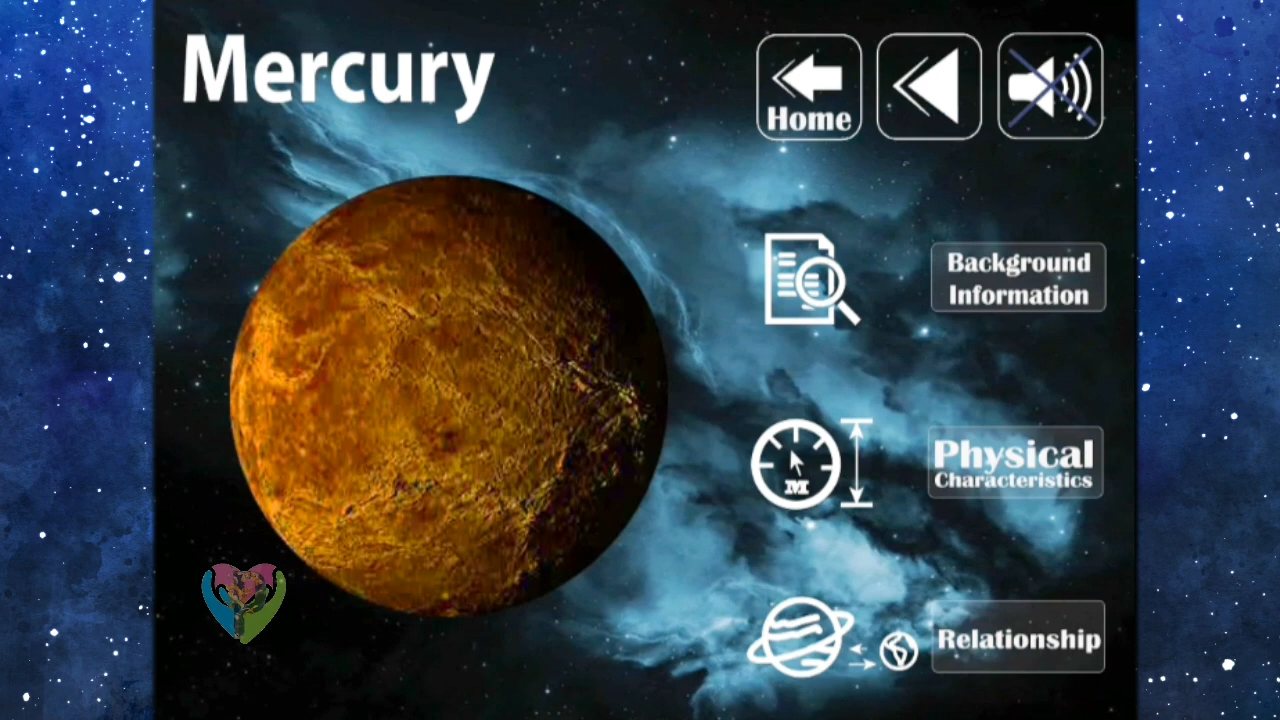 Mercury
Home
Background
Information
M
Physical
Characteristics
Relationship